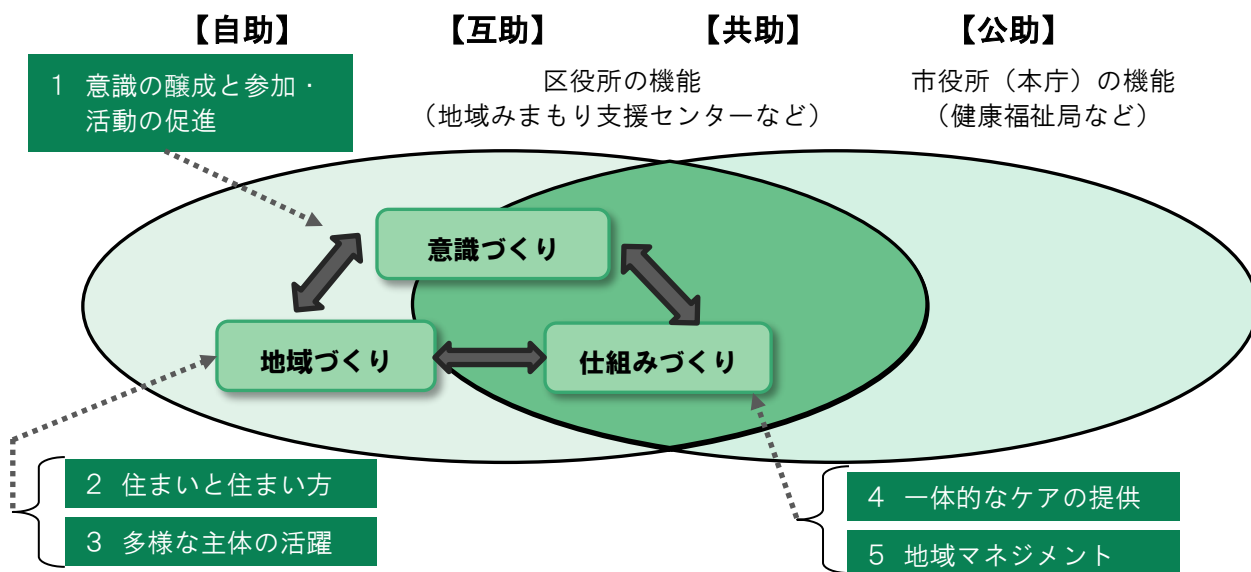 【自助】 【互助】 【共助】 【公助】
1 意識の醸成と参加・
活動の促進
区役所の機能
（地域みまもり支援センターなど）
市役所（本庁）の機能
（健康福祉局など）
意識づくり
地域づくり
仕組みづくり
2 住まいと住まい方
3 多様な主体の活躍
4 一体的なケアの提供
5 地域マネジメント